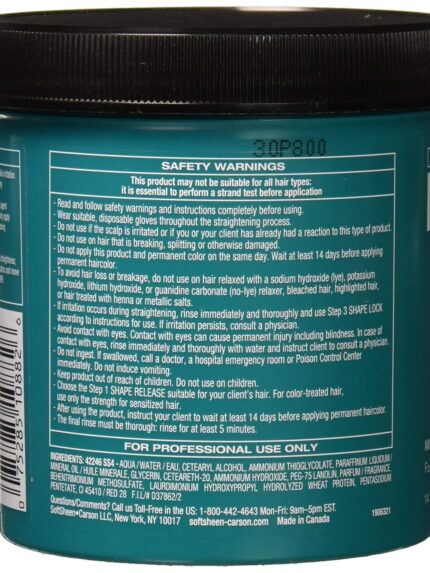 30P800
SAFETY WARNINGS
This product may not be suitable for all hair types:
it is essential to perform a strand test before application
- Read and follow safety warnings and instructions completely before using.
- Wear suitable, disposable gloves throughout the straightening process.
- Do not use if the scalp is irritated or if you or your client has already had a reaction to this type of product.
- Do not use on hair that is breaking, splitting or otherwise damaged.
- Do not apply this product and permanent color on the same day. Wait at least 14 days before applying
permanent haircolor.
- To avoid hair loss or breakage, do not use on hair relaxed with a sodium hydroxide (lye), potassium
hydroxide, lithium hydroxide, or guanidine carbonate (no-lye) relaxer, bleached hair, highlighted hair,
or hair treated with henna or metallic salts.
- If irritation occurs during straightening, rinse immediately and thoroughly and use Step 3 SHAPE LOCK
according to instructions for use. If irritation persists, consult a physician.
- Avoid contact with eyes. Contact with eyes can cause permanent injury including blindness. In case of
contact with eyes, rinse immediately and thoroughly with water and instruct client to consult a physician.
- Do not ingest. If swallowed, call a doctor, a hospital emergency room or Poison Control Center
immediately. Do not induce vomiting.
- Keep product out of reach of children. Do not use on children.
- Choose the Step 1 SHAPE RELEASE suitable for your client's hair. For color-treated hair,
use only the strength for sensitized hair.
- After using the product, instruct your client to wait at least 14 days before applying permanent haircolor.
- The final rinse must be thorough: rinse for at least 5 minutes.
FOR PROFESSIONAL USE ONLY
INGREDIENTS: 42246 SS4 - AQUA / WATER / EAU, CETEARYL ALCOHOL, AMMONIUM THIOGLYCOLATE, PARAFFINUM LIQUIDUM /
MINERAL OIL / HUILE MINERALE, GLYCERIN, CETEARETH-20, AMMONIUM HYDROXIDE, PEG-75 LANOLIN, PARFUM / FRAGRANCE,
BEHENTRIMONIUM METHOSULFATE, LAURDIMONIUM HYDROXYPROPYL HYDROLYZED WHEAT PROTEIN, PENTASODIUM
PENTETATE, CI 45410 / RED 28 F.I.L# D37862/2
Questions/Comments? Call us Toll-Free in the US: 1-800-442-4643 Mon-Fri: 9am-5pm EST.
SoftSheen•Carson LLC, New York, NY 10017 softsheen-carson.com Made in Canada
1906321
0 75285 10882 6